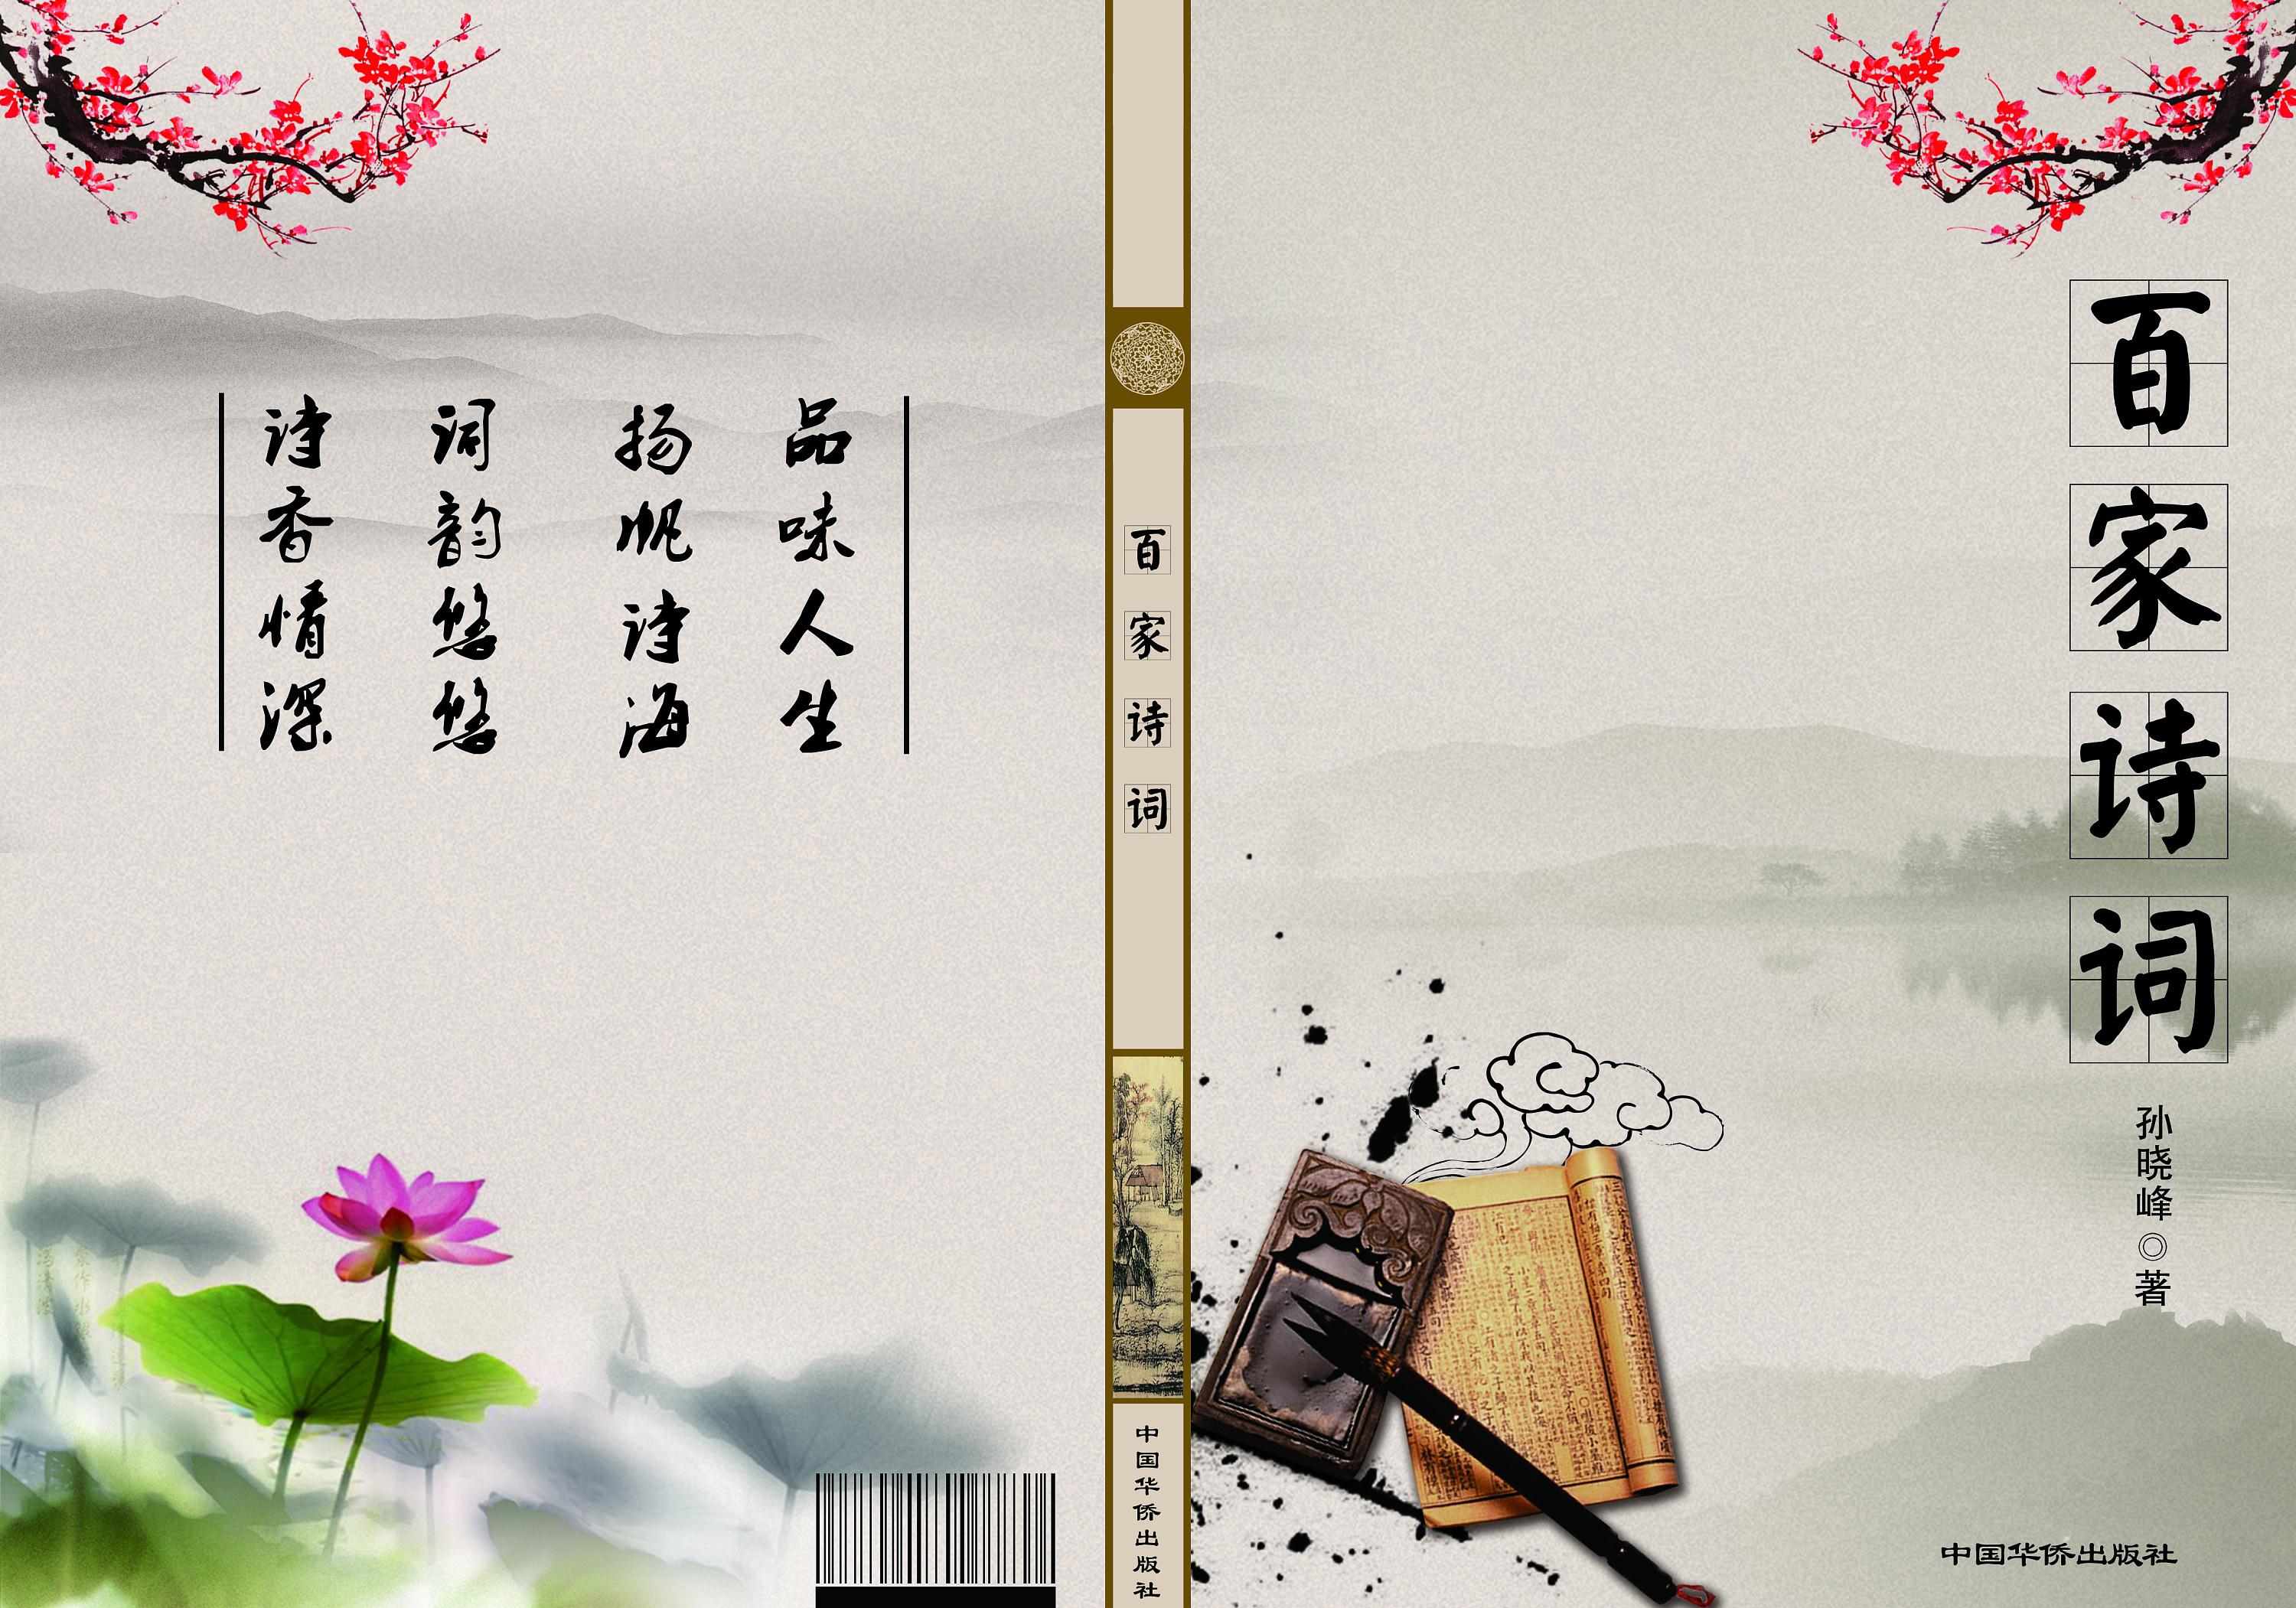 百家诗词
孙晓峰◎著
中国华侨出版社
百家诗词
中国华侨出版社
品味人生
扬帆诗海
词韵悠悠
诗香情深